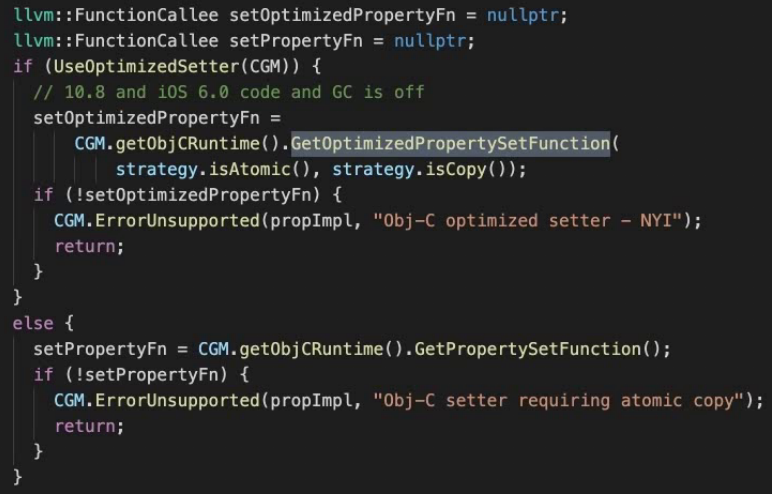 llvm::FunctionCallee setOptimizedPropertyFn = nullptr;
llvm::FunctionCallee setPropertyFn = nullptr;
if (UseOptimizedSetter(CGM)) {
  // 10.8 and iOS 6.0 code and GC is off
  setOptimizedPropertyFn =
      CGM.getObjCRuntime().GetOptimizedPropertySetFunction(
          strategy.isAtomic(), strategy.isCopy());
  if (!setOptimizedPropertyFn) {
    CGM.ErrorUnsupported(propImpl, "Obj-C optimized setter - NYI");
    return;
  }
}
else {
  setPropertyFn = CGM.getObjCRuntime().GetPropertySetFunction();
  if (!setPropertyFn) {
    CGM.ErrorUnsupported(propImpl, "Obj-C setter requiring atomic copy");
    return;
  }
}